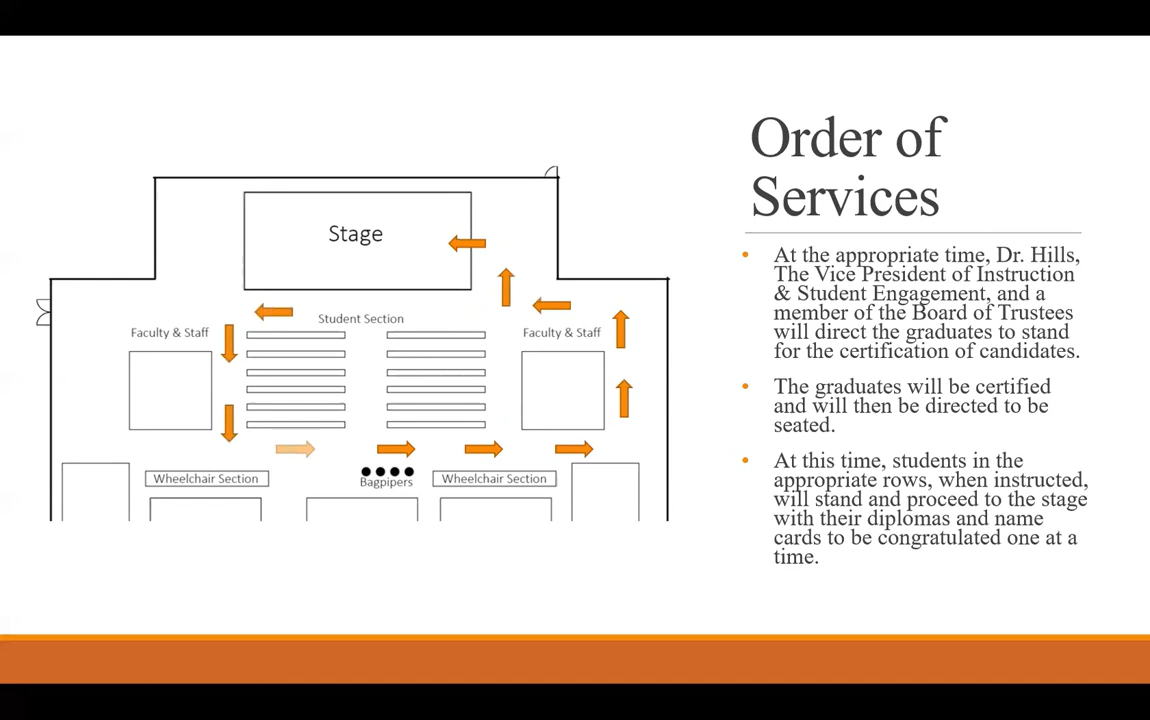 Order of
Services
Stage
Student Section
Faculty & Staff
Faculty & Staff
Wheelchair Section
Bagpipers
Wheelchair Section
• At the appropriate time, Dr. Hills,
The Vice President of Instruction
& Student Engagement, and a
member of the Board of Trustees
will direct the graduates to stand
for the certification of candidates.
• The graduates will be certified
and will then be directed to be
seated.
• At this time, students in the
appropriate rows, when instructed,
will stand and proceed to the stage
with their diplomas and name
cards to be congratulated one at a
time.